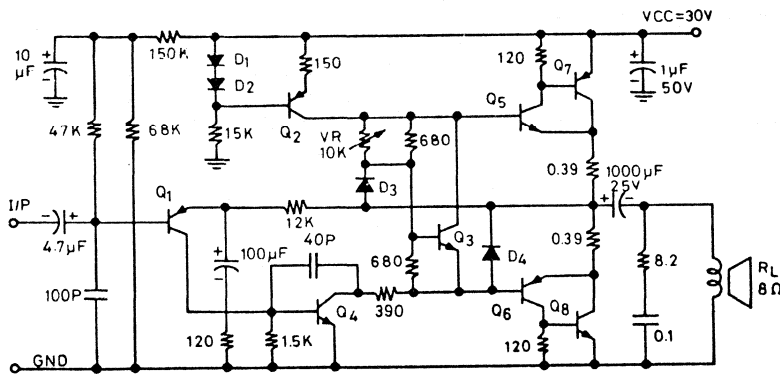 VCC=30V
10 μF
150K
D1
D2
150
120
Q7
Q5
1μF
50V
47K
68K
15K
Q2
VR
10K
680
D3
0.39
1000μF
25V
I/P
Q1
4.7μF
12K
100μF
40P
Q3
D4
0.39
8.2
RL
8Ω
100P
680
390
Q4
Q6
Q8
120
1.5K
120
0.1
GND